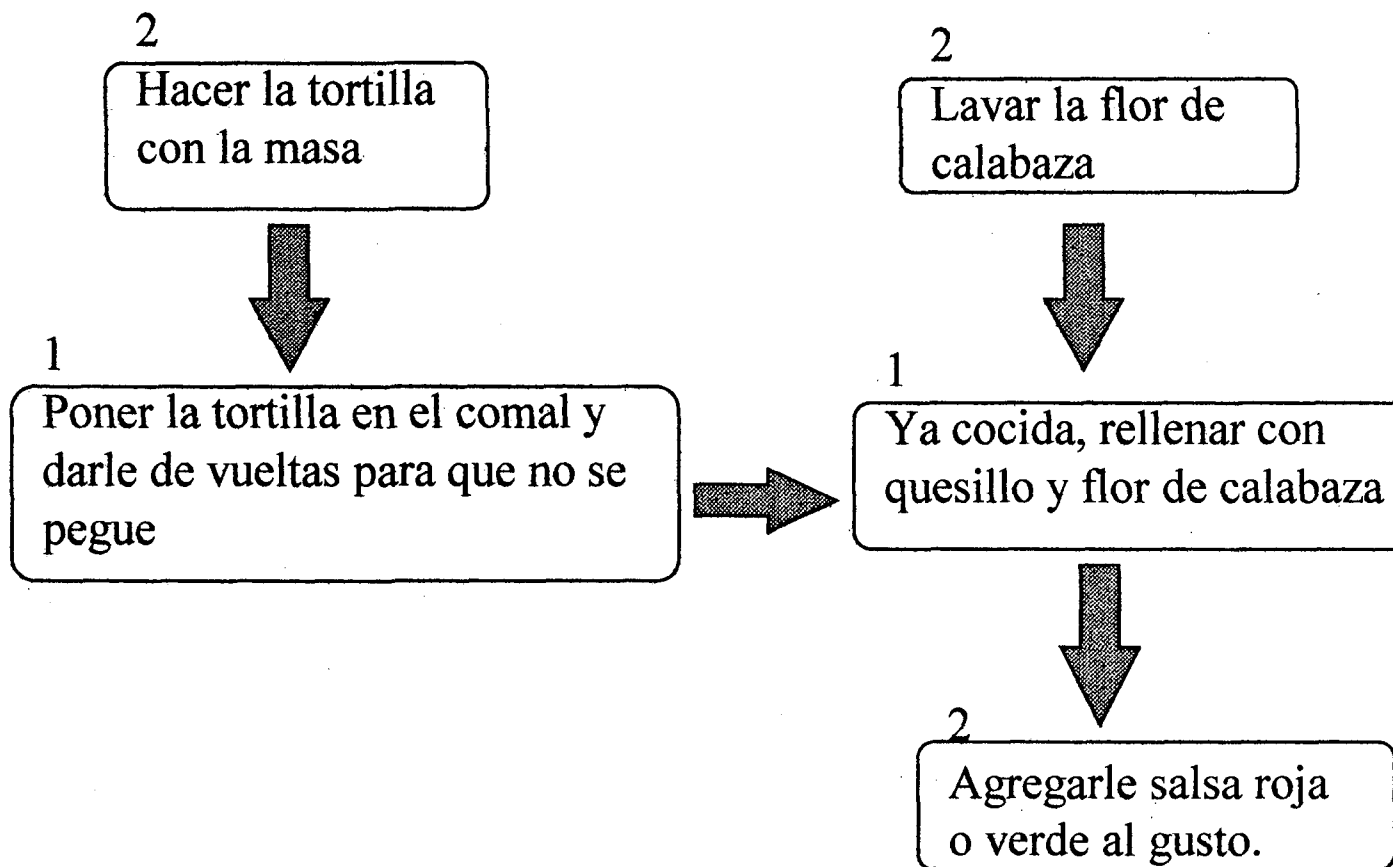 2
Hacer la tortilla
con la masa
2
Lavar la flor de
calabaza
1
Poner la tortilla en el comal y
darle de vueltas para que no se
pegue
1
Ya cocida, rellenar con
quesillo y flor de calabaza
2
Agregarle salsa roja
o verde al gusto.